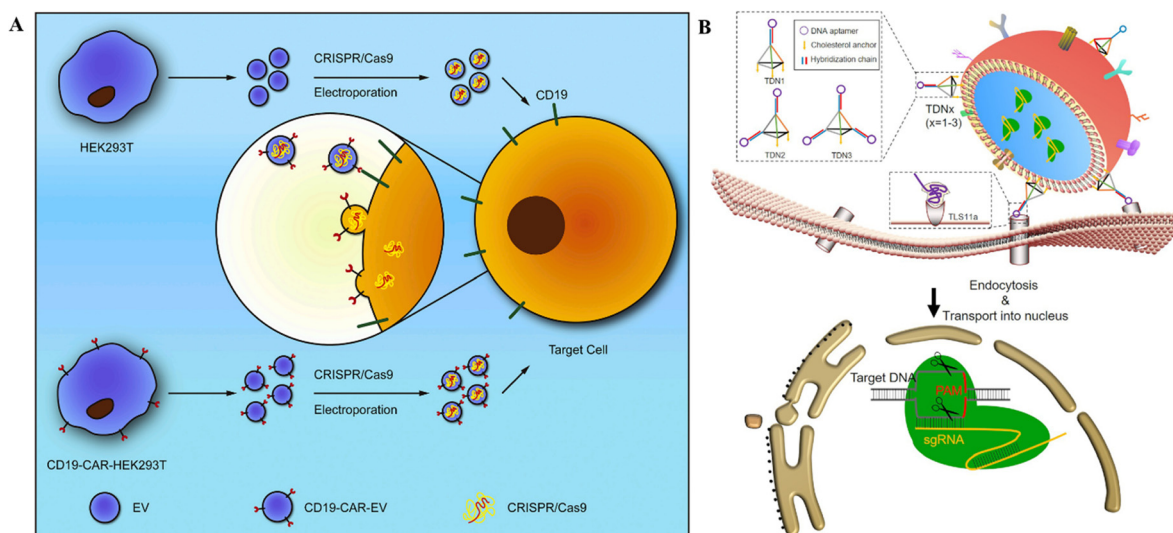 A
HEK293T
CRISPR/Cas9
Electroporation
CD19
Target Cell
CD19-CAR-HEK293T
CRISPR/Cas9
Electroporation
EV
CD19-CAR-EV
CRISPR/Cas9
B
DNA aptamer
Cholesterol anchor
Hybridization chain
TDN1
TDN2
TDN3
TDNx
(x=1-3)
TLS11a
Endocytosis
&
Transport into nucleus
Target DNA
PAM
sgRNA